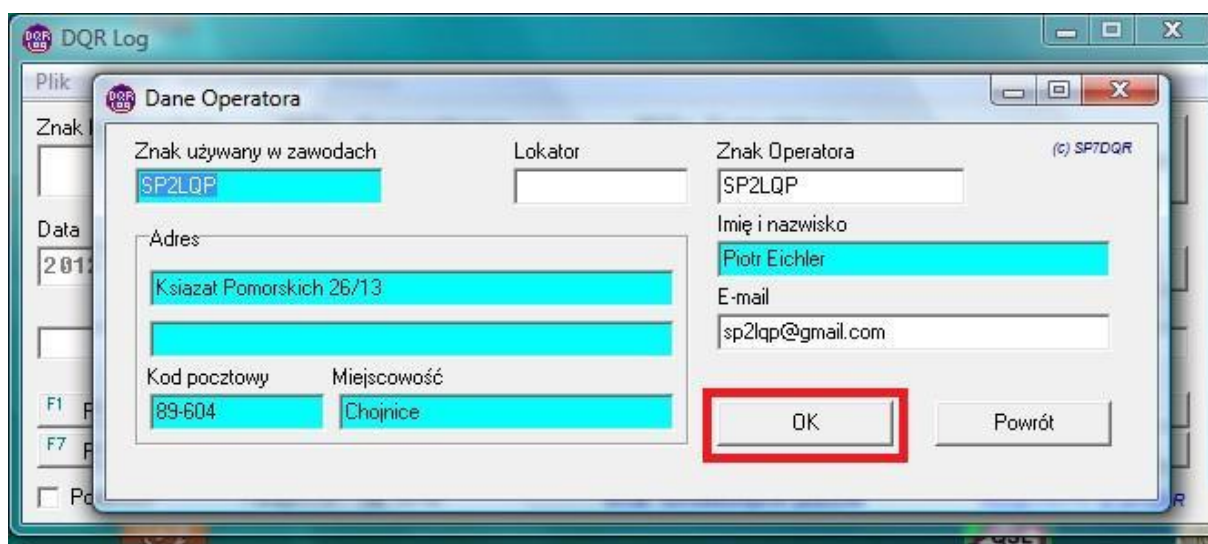 DQR Log
Plik
Dane Operatora
Znak
Znak używany w zawodach
Lokator
Znak Operatora
(c) SP7DQR
SP2LQP
SP2LQP
Data
Adres
Imię i nazwisko
Piotr Eichler
Ksiazat Pomorskich 26/13
E-mail
sp2lqp@gmail.com
Kod pocztowy
Miejscowość
89-604
Chojnice
F1
OK
Powrót
F7